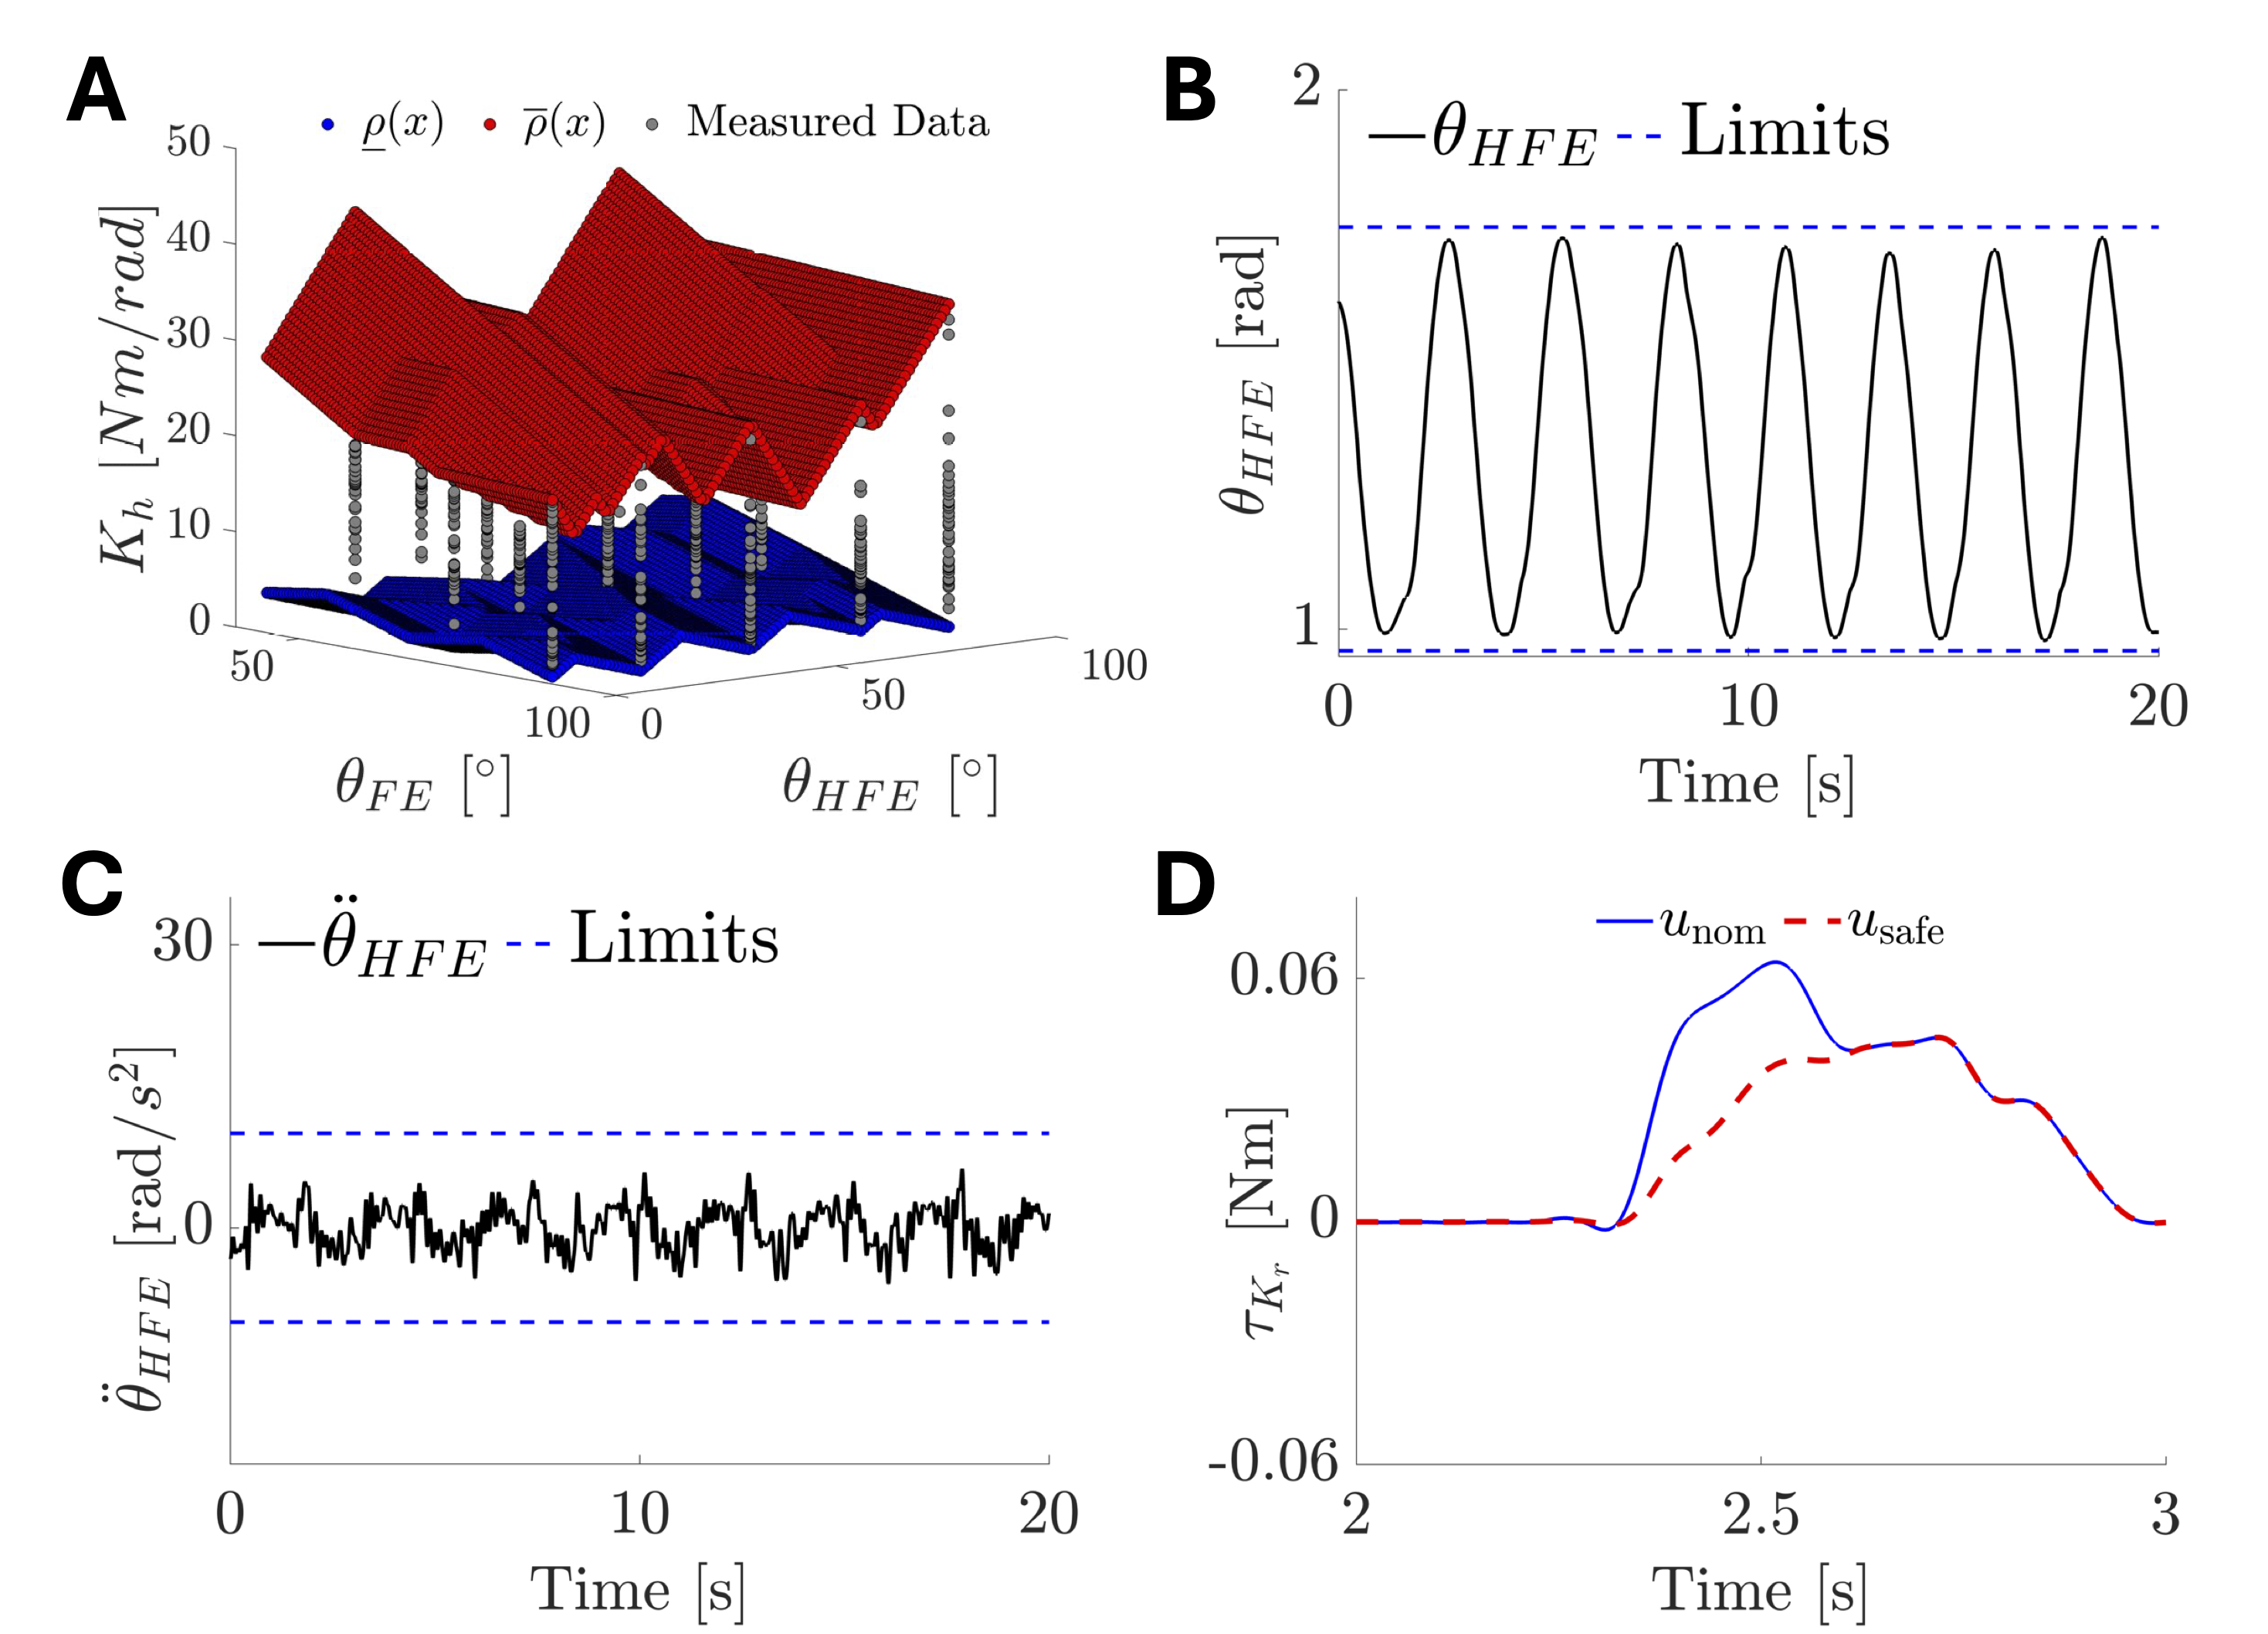 A
ρ(x) ρ̅(x) Measured Data
50
40
30
20
10
0
K_h [Nm/rad]
50
100
0
50
100
θ_FE [°]
θ_HFE [°]
B
2
θ_HFE Limits
θ_HFE [rad]
1
0
10
20
Time [s]
C
30
θ̈_HFE Limits
θ̈_HFE [rad/s²]
0
0
10
20
Time [s]
D
u_nom u_safe
0.06
0
-0.06
τ_{K_r} [Nm]
2
2.5
3
Time [s]